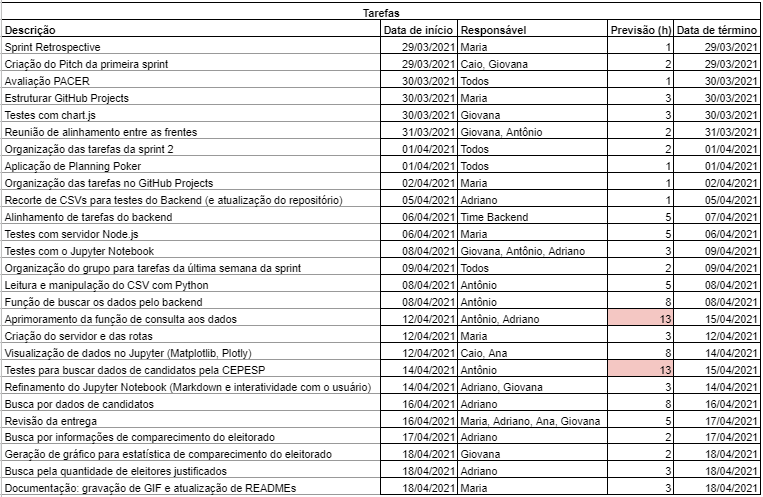 Tarefas
Descrição Data de início Responsável Previsão (h) Data de término
Sprint Retrospective 29/03/2021 Maria 1 29/03/2021
Criação do Pitch da primeira sprint 29/03/2021 Caio, Giovana 2 29/03/2021
Avaliação PACER 30/03/2021 Todos 1 30/03/2021
Estruturar GitHub Projects 30/03/2021 Maria 3 30/03/2021
Testes com chart.js 30/03/2021 Giovana 3 30/03/2021
Reunião de alinhamento entre as frentes 31/03/2021 Giovana, Antônio 2 31/03/2021
Organização das tarefas da sprint 2 01/04/2021 Todos 2 01/04/2021
Aplicação de Planning Poker 01/04/2021 Todos 1 01/04/2021
Organização das tarefas no GitHub Projects 02/04/2021 Maria 1 02/04/2021
Recorte de CSVs para testes do Backend (e atualização do repositório) 05/04/2021 Adriano 1 05/04/2021
Alinhamento de tarefas do backend 06/04/2021 Time Backend 5 07/04/2021
Testes com servidor Node.js 06/04/2021 Maria 5 06/04/2021
Testes com o Jupyter Notebook 08/04/2021 Giovana, Antônio, Adriano 3 09/04/2021
Organização do grupo para tarefas da última semana da sprint 09/04/2021 Todos 2 09/04/2021
Leitura e manipulação do CSV com Python 08/04/2021 Antônio 5 08/04/2021
Função de buscar os dados pelo backend 08/04/2021 Antônio 8 08/04/2021
Aprimoramento da função de consulta aos dados 12/04/2021 Antônio, Adriano 13 15/04/2021
Criação do servidor e das rotas 12/04/2021 Maria 3 12/04/2021
Visualização de dados no Jupyter (Matplotlib, Plotly) 12/04/2021 Caio, Ana 8 14/04/2021
Testes para buscar dados de candidatos pela CEPESP 14/04/2021 Antônio 13 15/04/2021
Refinamento do Jupyter Notebook (Markdown e interatividade com o usuário) 14/04/2021 Adriano, Giovana 3 14/04/2021
Busca por dados de candidatos 16/04/2021 Adriano 8 16/04/2021
Revisão da entrega 16/04/2021 Maria, Adriano, Ana, Giovana 5 17/04/2021
Busca por informações de comparecimento do eleitorado 17/04/2021 Adriano 2 17/04/2021
Geração de gráfico para estatística de comparecimento do eleitorado 18/04/2021 Giovana 2 18/04/2021
Busca pela quantidade de eleitores justificados 18/04/2021 Adriano 3 18/04/2021
Documentação: gravação de GIF e atualização de READMEs 18/04/2021 Maria 3 18/04/2021